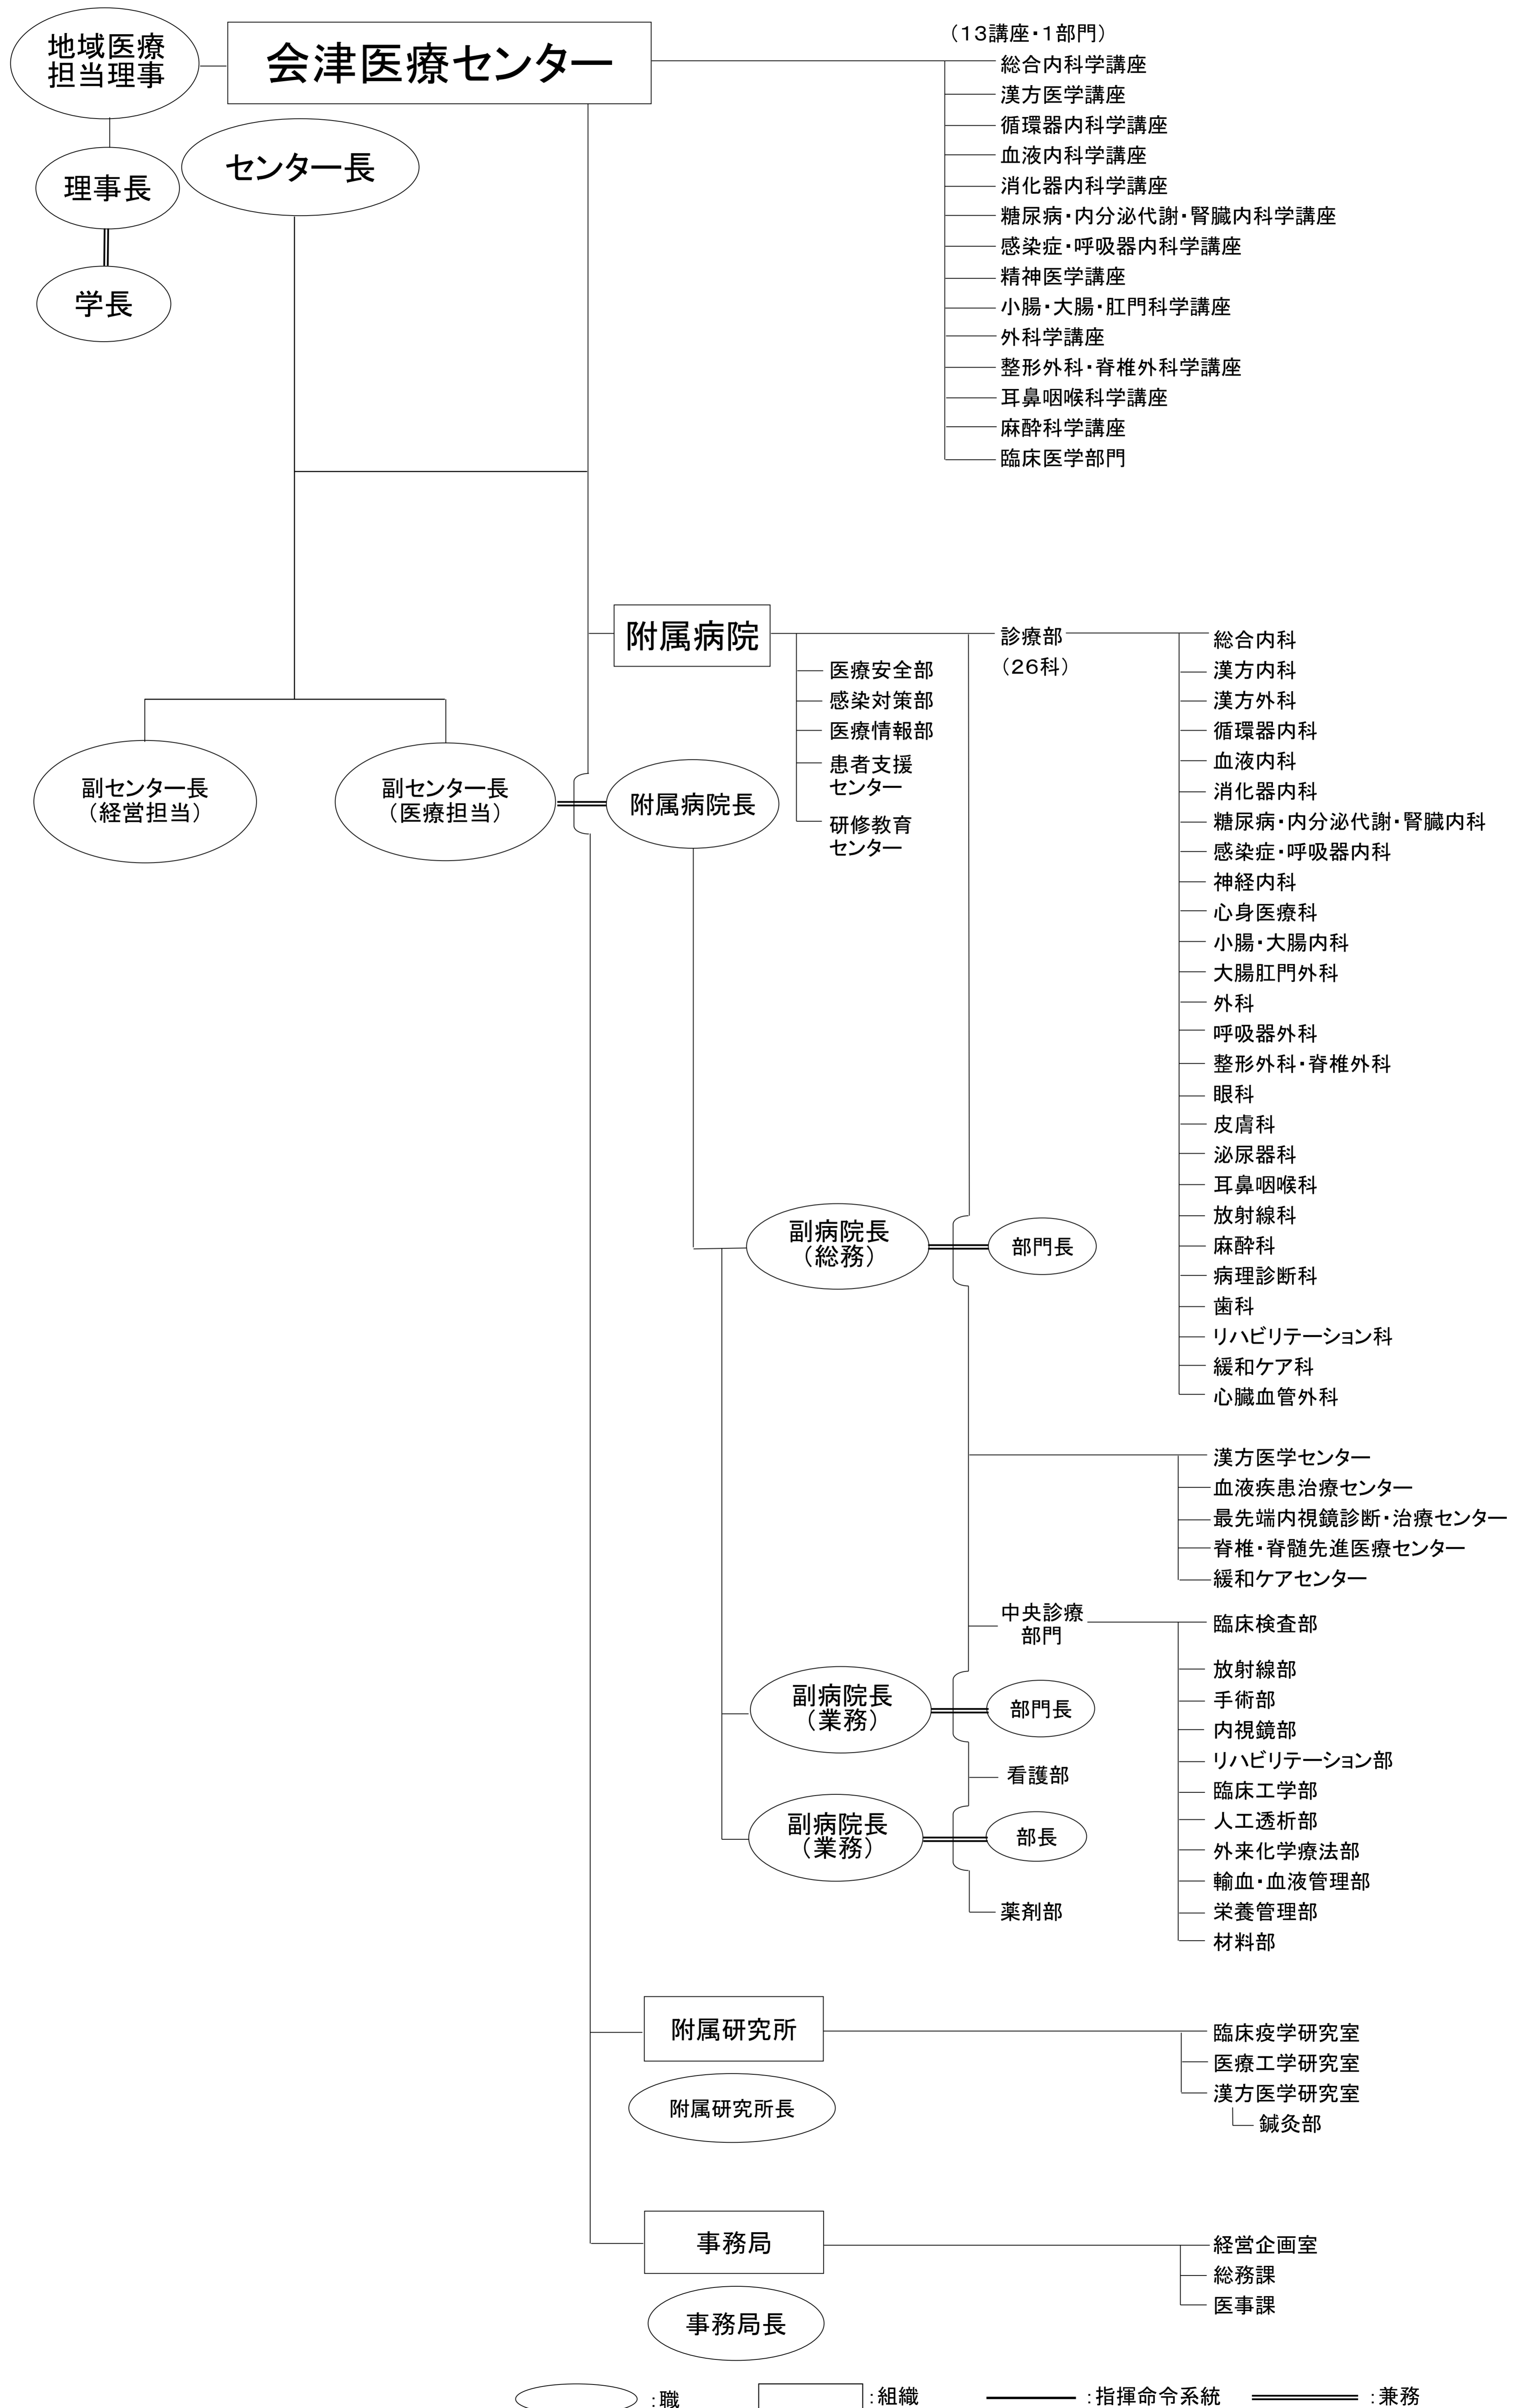 地域医療
担当理事
会津医療センター
理事長
センター長
学長
（13講座・1部門）
総合内科学講座
漢方医学講座
循環器内科学講座
血液内科学講座
消化器内科学講座
糖尿病・内分泌代謝・腎臓内科学講座
感染症・呼吸器内科学講座
精神医学講座
小腸・大腸・肛門科学講座
外科学講座
整形外科・脊椎外科学講座
耳鼻咽喉科学講座
麻酔科学講座
臨床医学部門
附属病院
医療安全部
感染対策部
医療情報部
患者支援
センター
研修教育
センター
副センター長
（経営担当）
副センター長
（医療担当）
附属病院長
診療部
（26科）
総合内科
漢方内科
漢方外科
循環器内科
血液内科
消化器内科
糖尿病・内分泌代謝・腎臓内科
感染症・呼吸器内科
神経内科
心身医療科
小腸・大腸内科
大腸肛門外科
外科
呼吸器外科
整形外科・脊椎外科
眼科
皮膚科
泌尿器科
耳鼻咽喉科
放射線科
麻酔科
病理診断科
歯科
リハビリテーション科
緩和ケア科
心臓血管外科
副病院長
（総務）
部門長
漢方医学センター
血液疾患治療センター
最先端内視鏡診断・治療センター
脊椎・脊髄先進医療センター
緩和ケアセンター
中央診療
部門
臨床検査部
放射線部
手術部
内視鏡部
リハビリテーション部
臨床工学部
人工透析部
外来化学療法部
輸血・血液管理部
栄養管理部
材料部
副病院長
（業務）
部門長
看護部
副病院長
（業務）
部長
薬剤部
附属研究所
附属研究所長
臨床疫学研究室
医療工学研究室
漢方医学研究室
鍼灸部
事務局
事務局長
経営企画室
総務課
医事課
：職
：組織
：指揮命令系統
：兼務